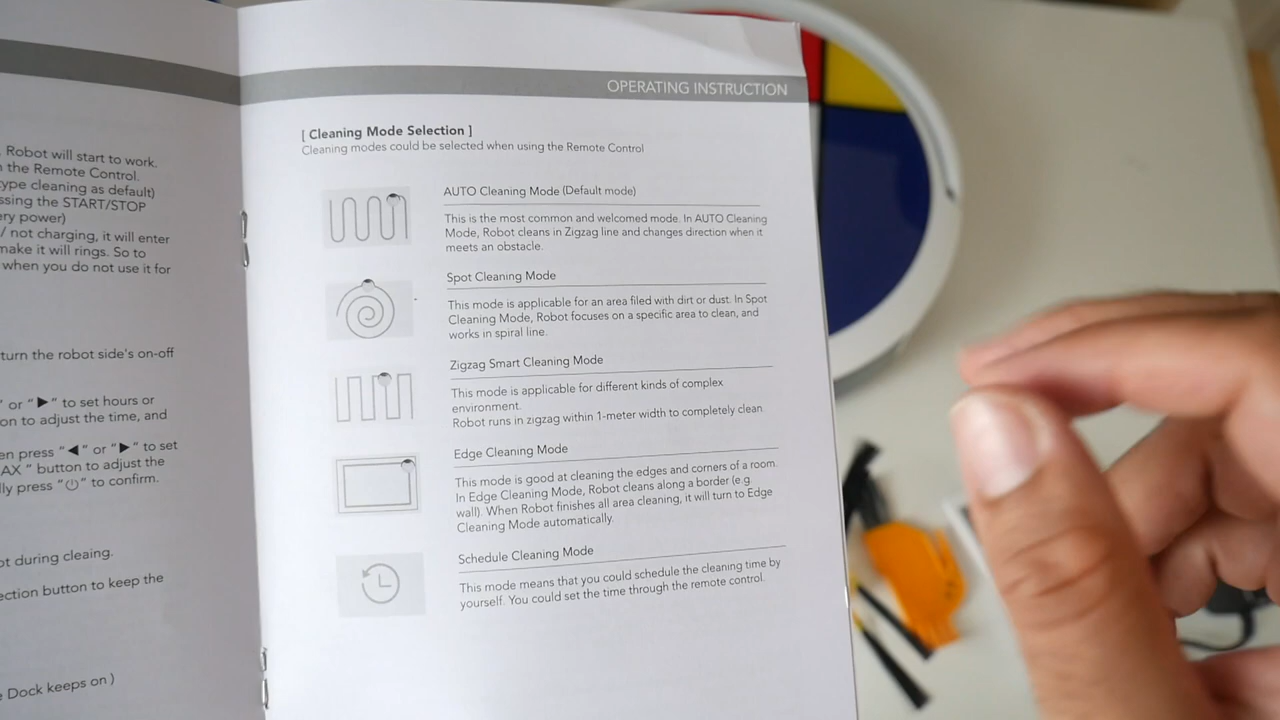 Robot will start to work.
the Remote Control.
type cleaning as default)
ssing the START/STOP
ery power)
/ not charging, it will enter
make it will rings. So to
when you do not use it for
turn the robot side's on-off
" or "▶" to set hours or
on to adjust the time, and
en press "◀" or "▶" to set
AX " button to adjust the
ly press "⏻" to confirm.
ot during cleaing.
ection button to keep the
e Dock keeps on )
OPERATING INSTRUCTION
[ Cleaning Mode Selection ]
Cleaning modes could be selected when using the Remote Control
AUTO Cleaning Mode (Default mode)
This is the most common and welcomed mode. In AUTO Cleaning
Mode, Robot cleans in Zigzag line and changes direction when it
meets an obstacle.
Spot Cleaning Mode
This mode is applicable for an area filled with dirt or dust. In Spot
Cleaning Mode, Robot focuses on a specific area to clean, and
works in spiral line.
Zigzag Smart Cleaning Mode
This mode is applicable for different kinds of complex
environment.
Robot runs in zigzag within 1-meter width to completely clean.
Edge Cleaning Mode
This mode is good at cleaning the edges and corners of a room.
In Edge Cleaning Mode, Robot cleans along a border (e.g.
wall). When Robot finishes all area cleaning, it will turn to Edge
Cleaning Mode automatically.
Schedule Cleaning Mode
This mode means that you could schedule the cleaning time by
yourself. You could set the time through the remote control.